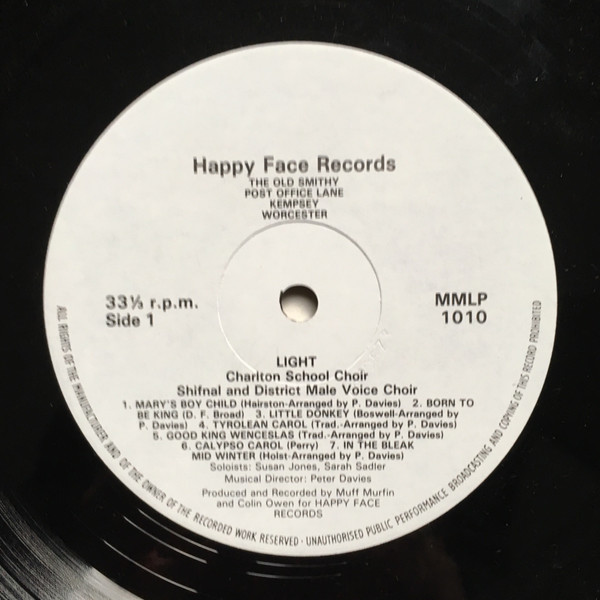 Happy Face Records
THE OLD SMITHY
POST OFFICE LANE
KEMPSEY
WORCESTER
33⅓ r.p.m.
Side 1
MMLP
1010
LIGHT
Charlton School Choir
Shifnal and District Male Voice Choir
1. MARY'S BOY CHILD (Hairston-Arranged by P. Davies) 2. BORN TO
BE KING (D. F. Broad) 3. LITTLE DONKEY (Boswell-Arranged by
P. Davies) 4. TYROLEAN CAROL (Trad.-Arranged by P. Davies)
5. GOOD KING WENCESLAS (Trad.-Arranged by P. Davies)
6. CALYPSO CAROL (Perry) 7. IN THE BLEAK
MID WINTER (Holst-Arranged by P. Davies)
Soloists: Susan Jones, Sarah Sadler
Musical Director: Peter Davies
Produced and Recorded by Muff Murfin
and Colin Owen for HAPPY FACE
RECORDS
ALL RIGHTS OF THE MANUFACTURER AND OF THE OWNER OF THE RECORDED WORK RESERVED · UNAUTHORISED PUBLIC PERFORMANCE BROADCASTING AND COPYING OF THIS RECORD PROHIBITED